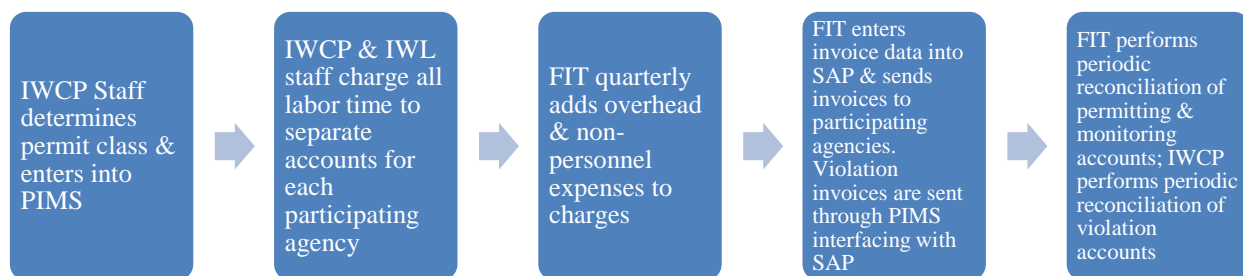 IWCP Staff
determines
permit class &
enters into
PIMS
IWCP & IWL
staff charge all
labor time to
separate
accounts for
each
participating
agency
FIT quarterly
adds overhead
& non-
personnel
expenses to
charges
FIT enters
invoice data into
SAP & sends
invoices to
participating
agencies.
Violation
invoices are sent
through PIMS
interfacing with
SAP
FIT performs
periodic
reconciliation of
permitting &
monitoring
accounts; IWCP
performs periodic
reconciliation of
violation
accounts